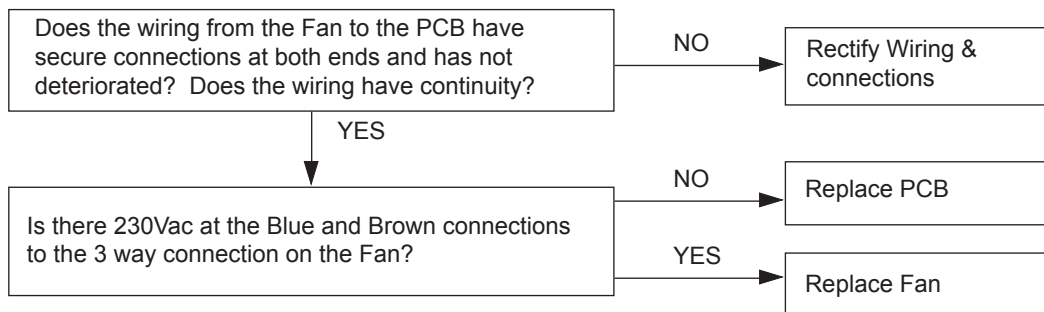 Does the wiring from the Fan to the PCB have
secure connections at both ends and has not
deteriorated? Does the wiring have continuity?
NO
Rectify Wiring &
connections
YES
Is there 230Vac at the Blue and Brown connections
to the 3 way connection on the Fan?
NO
Replace PCB
YES
Replace Fan